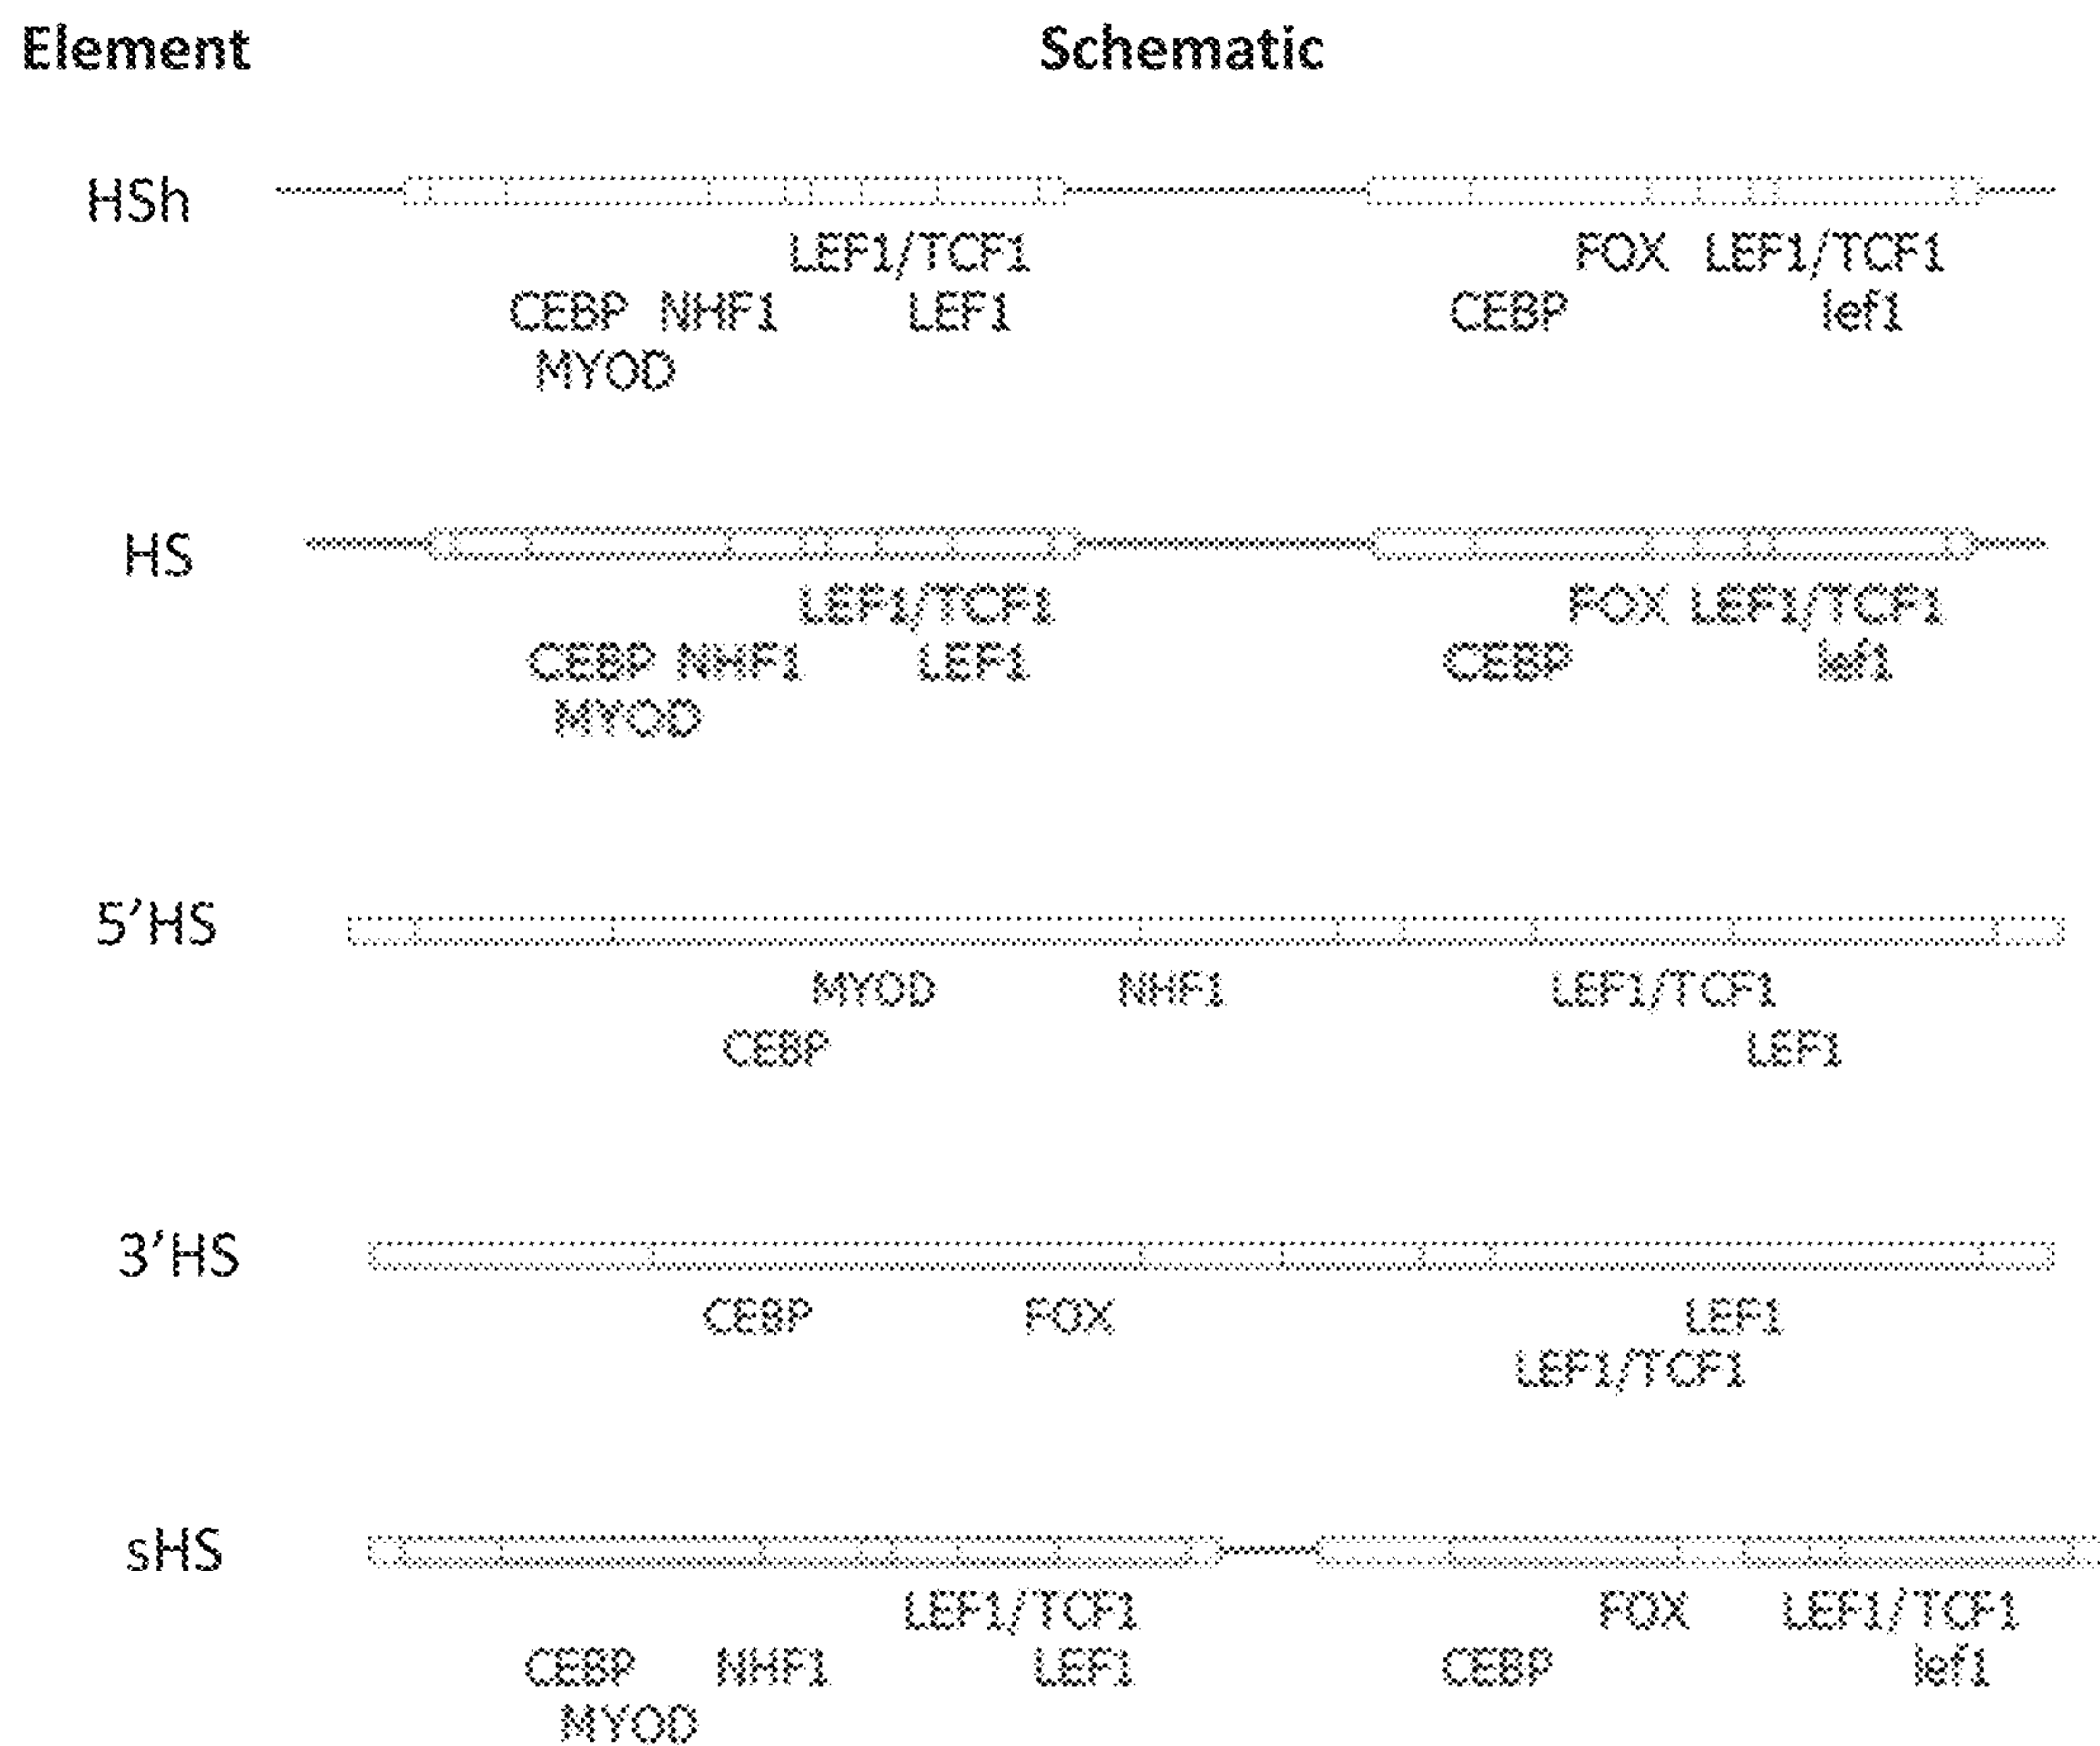 Element Schematic
HSh
LEF1/TCF1 FOX LEF1/TCF1
CEBP NHF1 LEF1 CEBP lef1
MYOD
HS
LEF1/TCF1 FOX LEF1/TCF1
CEBP NHF1 LEF1 CEBP lef1
MYOD
5'HS
MYOD NHF1 LEF1/TCF1
CEBP LEF1
3'HS
CEBP FOX LEF1
LEF1/TCF1
sHS
LEF1/TCF1 FOX LEF1/TCF1
CEBP NHF1 LEF1 CEBP lef1
MYOD